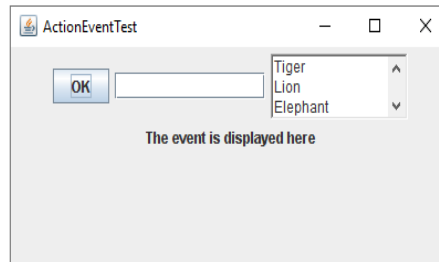 ActionEventTest
OK
Tiger
Lion
Elephant
The event is displayed here